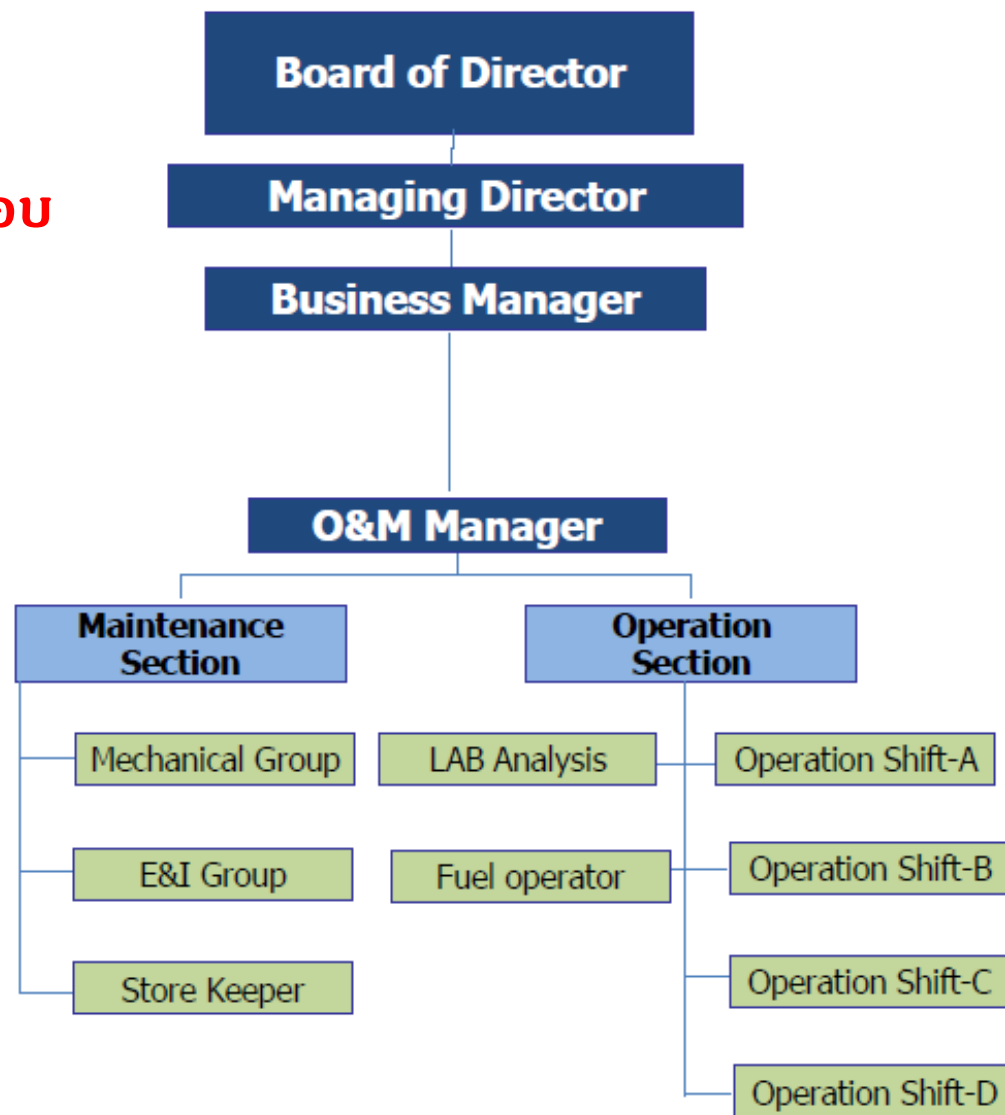 Board of Director
Managing Director
Business Manager
O&M Manager
Maintenance
Section
Operation
Section
Mechanical Group
LAB Analysis
Operation Shift-A
E&I Group
Fuel operator
Operation Shift-B
Store Keeper
Operation Shift-C
Operation Shift-D